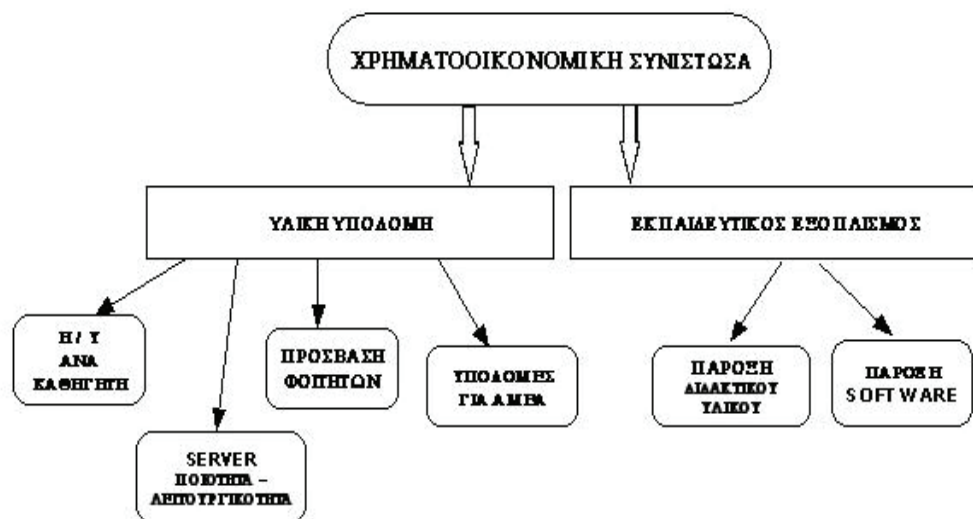 ΧΡΗΜΑΤΟΟΙΚΟΝΟΜΙΚΗ ΣΥΝΙΣΤΩΣΑ
ΥΛΙΚΗ ΥΠΟΔΟΜΗ
ΕΚΠΑΙΔΕΥΤΙΚΟΣ ΕΞΟΠΛΙΣΜΟΣ
Η / Υ
ΑΝΑ
ΚΑΘΗΓΗΤΗ
SERVER
ΠΟΙΟΤΗΤΑ –
ΛΕΙΤΟΥΡΓΙΚΟΤΗΤΑ
ΠΡΟΣΒΑΣΗ
ΦΟΙΤΗΤΩΝ
ΥΠΟΔΟΜΕΣ
ΓΙΑ ΑΜΕΑ
ΠΑΡΟΧΗ
ΔΙΔΑΚΤΙΚΟΥ
ΥΛΙΚΟΥ
ΠΑΡΟΧΗ
SOFTWARE